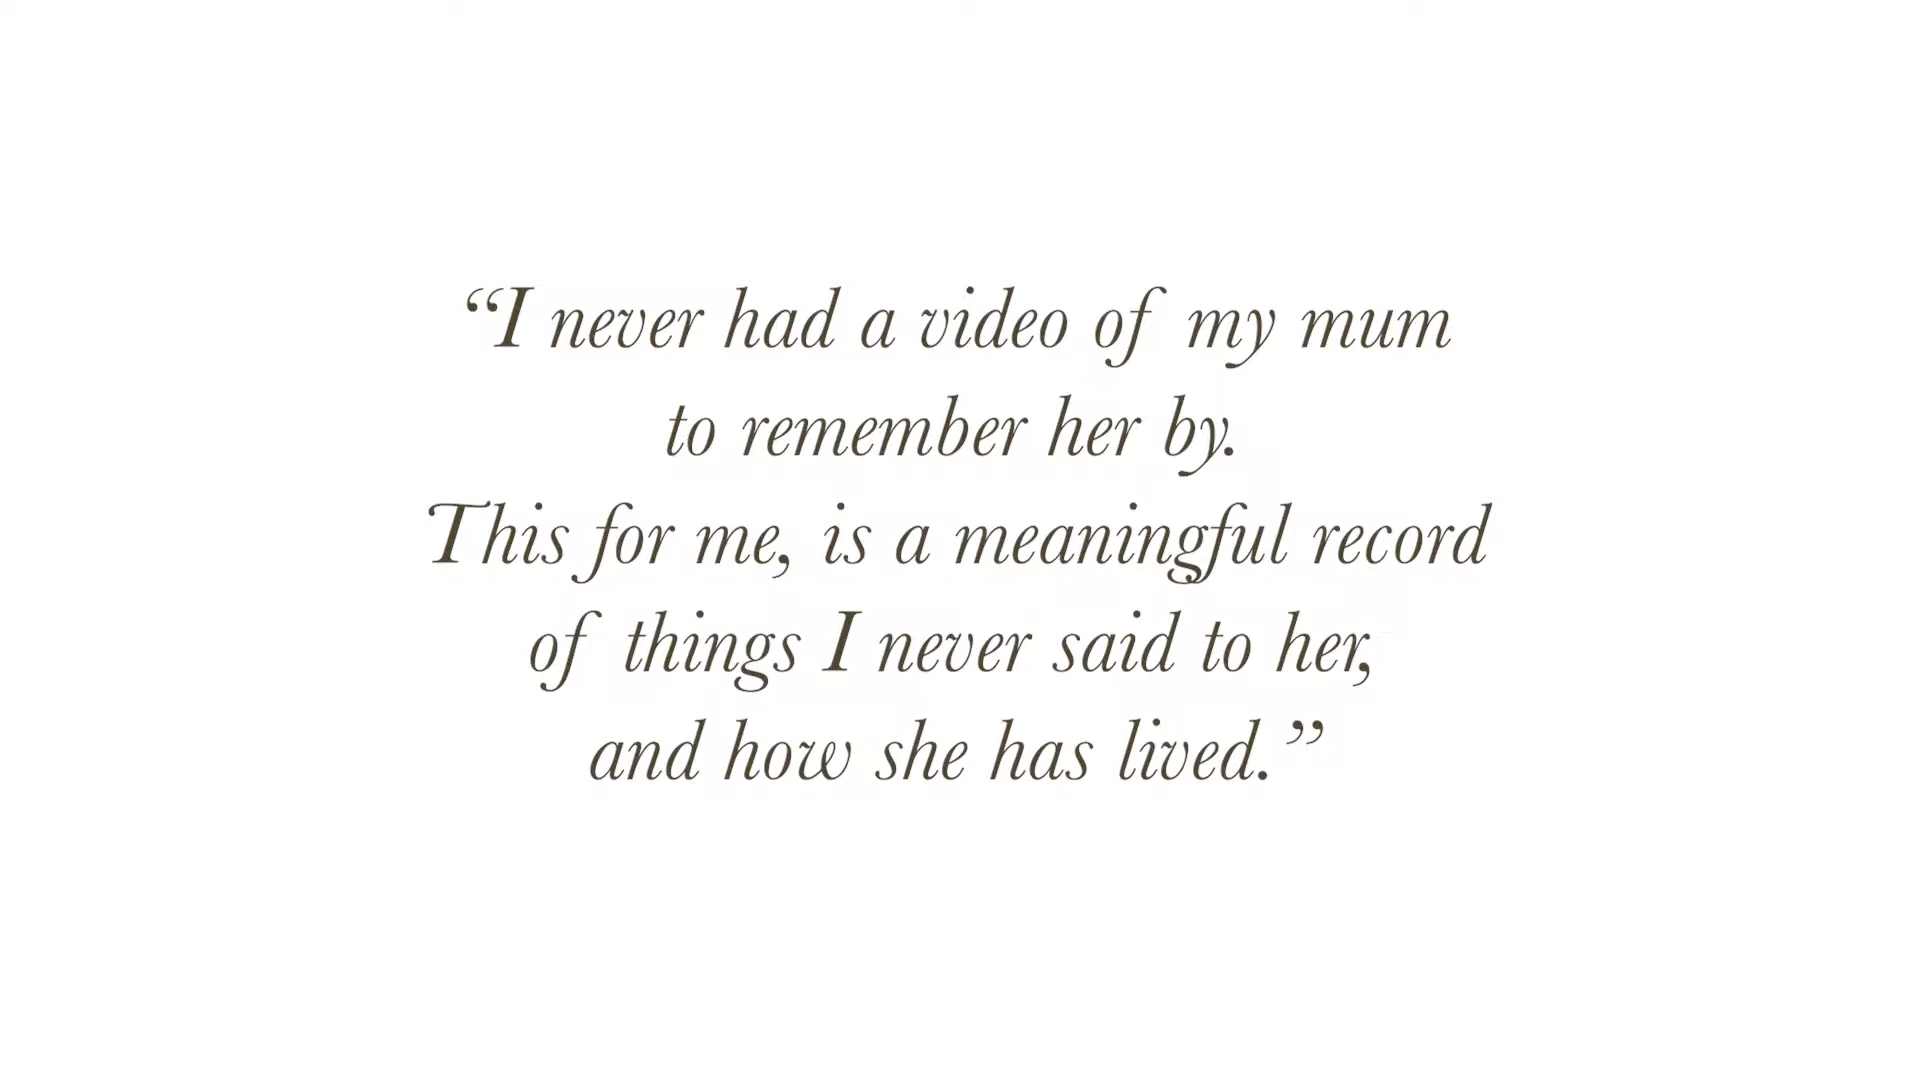 “I never had a video of my mum
to remember her by.
This for me, is a meaningful record
of things I never said to her,
and how she has lived.”